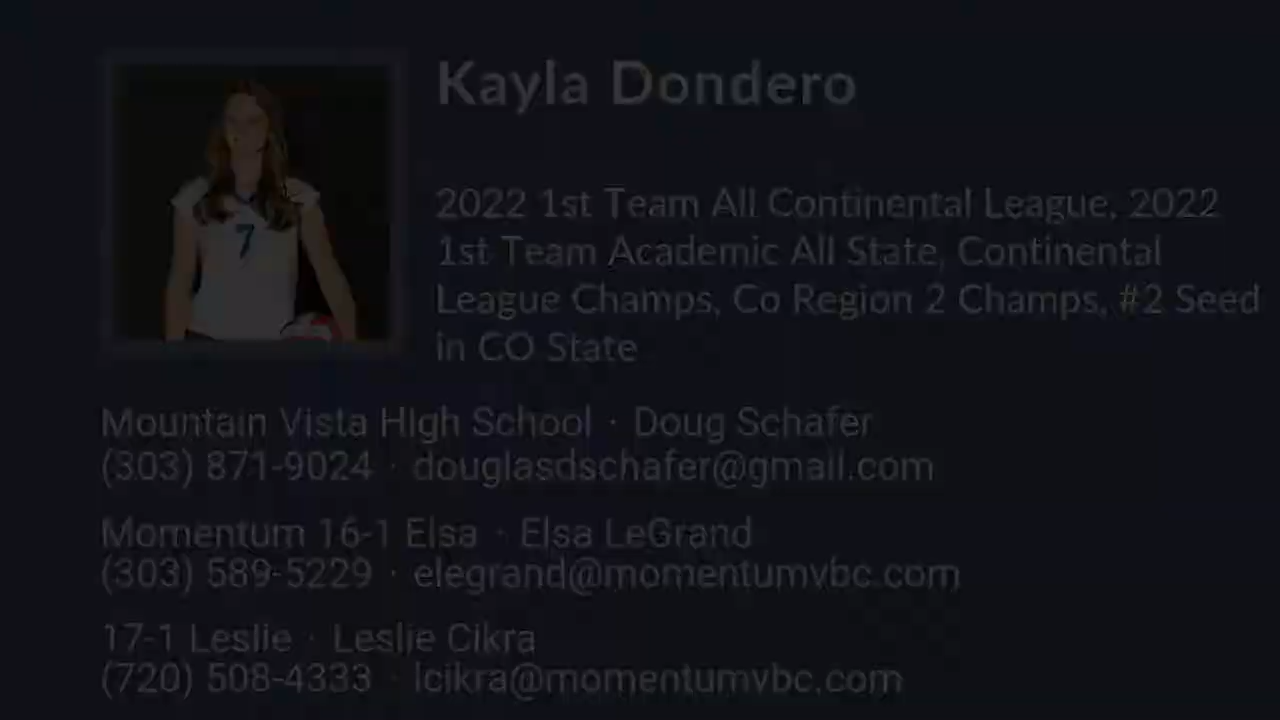 Kayla Dondero
2022 1st Team All Continental League, 2022
1st Team Academic All State, Continental
League Champs, Co Region 2 Champs, #2 Seed
in CO State
7
Mountain Vista HIgh School · Doug Schafer
(303) 871-9024 · douglasdschafer@gmail.com
Momentum 16-1 Elsa · Elsa LeGrand
(303) 589-5229 · elegrand@momentumvbc.com
17-1 Leslie · Leslie Cikra
(720) 508-4333 · lcikra@momentumvbc.com